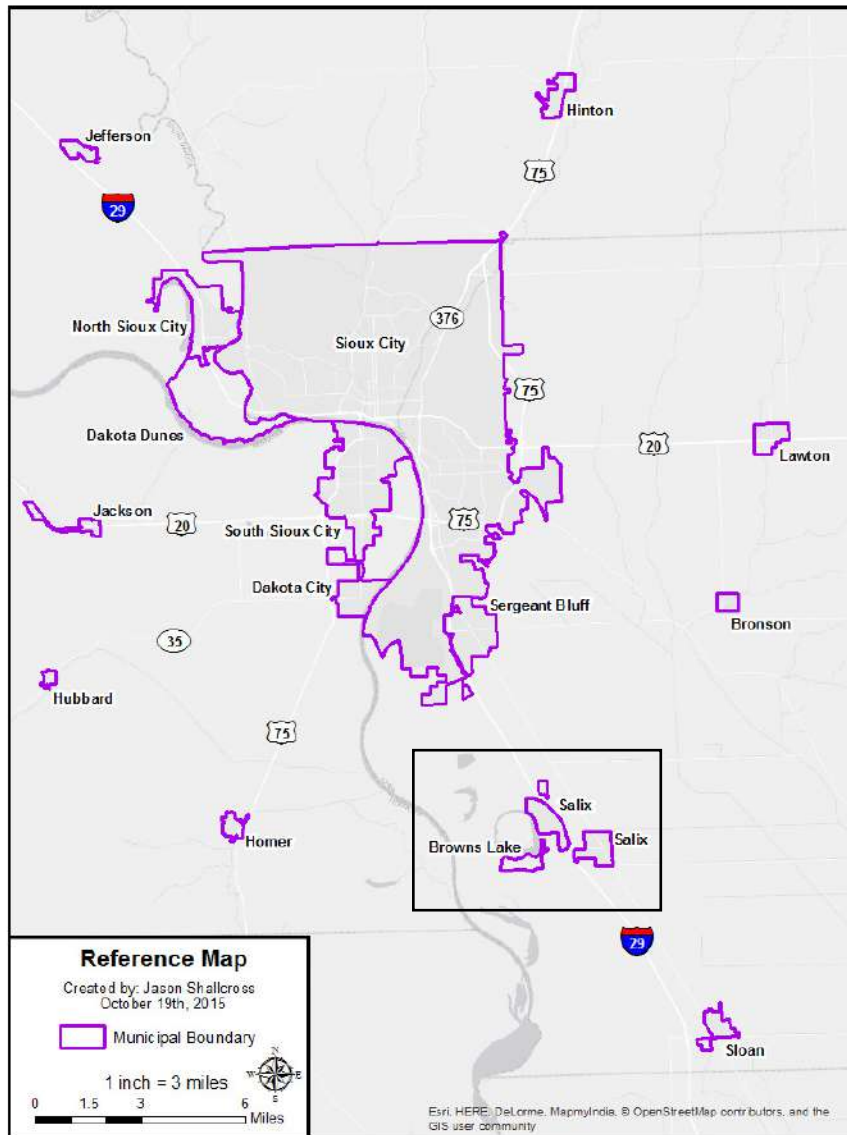 Hinton
Jefferson
75
29
376
North Sioux City
Sioux City
75
Dakota Dunes
20
Lawton
Jackson
20
South Sioux City
75
Dakota City
Sergeant Bluff
Bronson
35
Hubbard
75
Salix
Homer
Browns Lake
Salix
29
Sloan
Reference Map
Created by: Jason Shallcross
October 19th, 2015
Municipal Boundary
1 inch = 3 miles
N
W
E
S
0 1.5 3 6
Miles
Esri, HERE, DeLorme, MapmyIndia, © OpenStreetMap contributors, and the
GIS user community